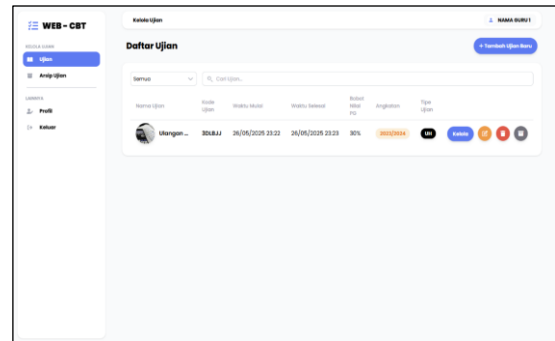 WEB - CBT
KELOLA UJIAN
Ujian
Arsip Ujian
LAINNYA
Profil
Keluar
Kelola Ujian
NAMA GURU 1
Daftar Ujian
+ Tambah Ujian Baru
Semua
Cari Ujian...
Nama Ujian
Kode Ujian
Waktu Mulai
Waktu Selesai
Bobot Nilai PG
Angkatan
Tipe Ujian
Ulangan ...
26/05/2025 23:22
26/05/2025 23:23
30%
2023/2024
UH
Kelola